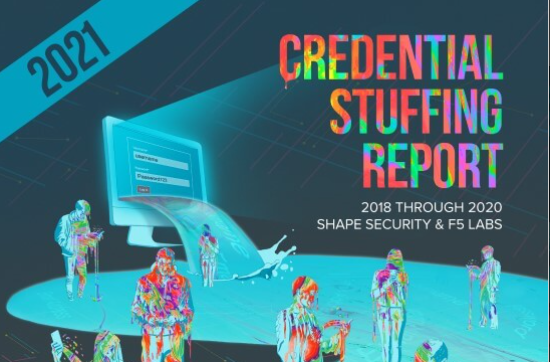 2021
CREDENTIAL
STUFFING
REPORT
2018 THROUGH 2020
SHAPE SECURITY & F5 LABS